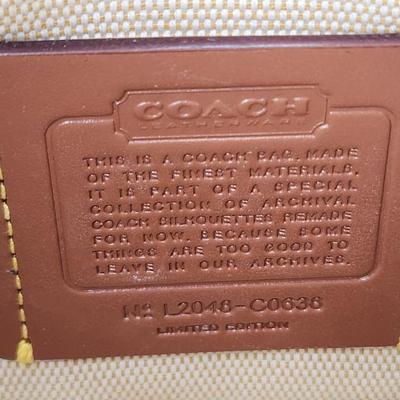 COACH
LEATHERWARE
THIS IS A COACH BAG. MADE
OF THE FINEST MATERIALS.
IT IS PART OF A SPECIAL
COLLECTION OF ARCHIVAL
COACH SILHOUETTES REMADE
FOR NOW. BECAUSE SOME
THINGS ARE TOO GOOD TO
LEAVE IN OUR ARCHIVES.
Nº L2048-C0636
LIMITED EDITION